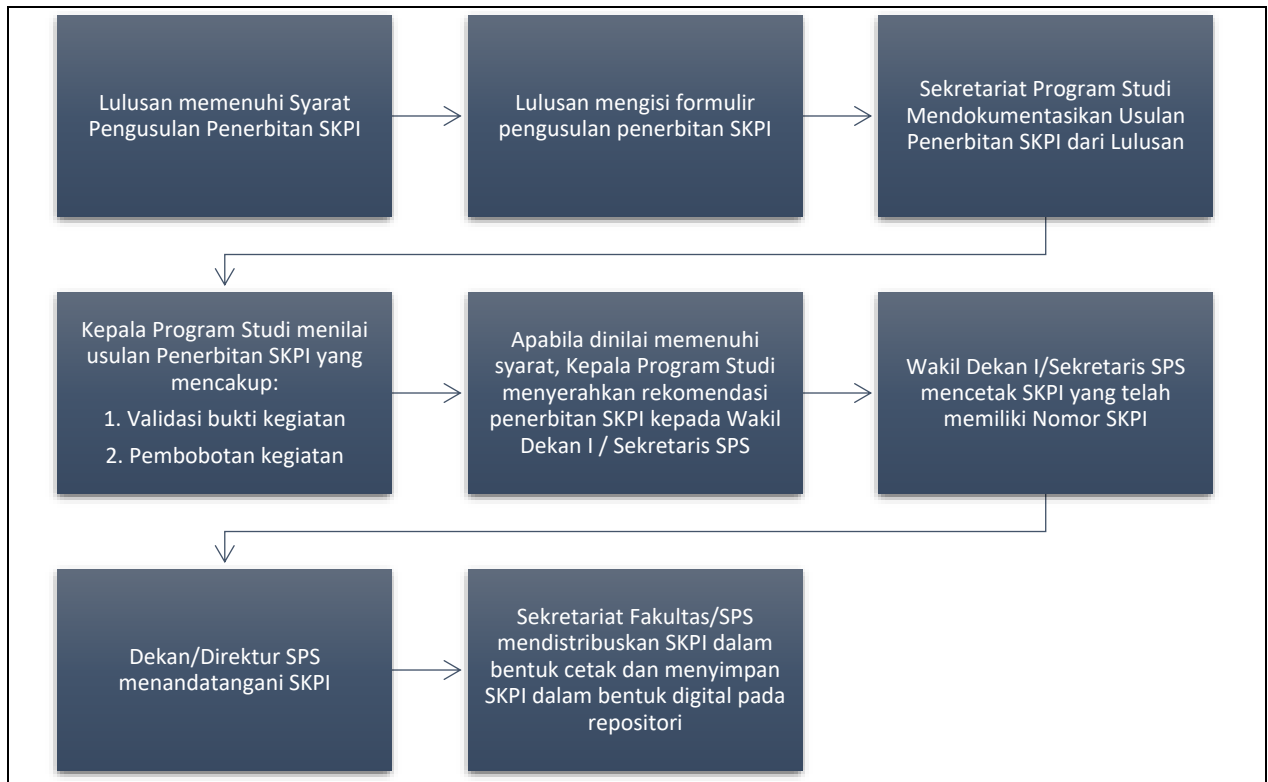 Lulusan memenuhi Syarat
Pengusulan Penerbitan SKPI
Lulusan mengisi formulir
pengusulan penerbitan SKPI
Sekretariat Program Studi
Mendokumentasikan Usulan
Penerbitan SKPI dari Lulusan
Kepala Program Studi menilai
usulan Penerbitan SKPI yang
mencakup:
1. Validasi bukti kegiatan
2. Pembobotan kegiatan
Apabila dinilai memenuhi
syarat, Kepala Program Studi
menyerahkan rekomendasi
penerbitan SKPI kepada Wakil
Dekan I / Sekretaris SPS
Wakil Dekan I/Sekretaris SPS
mencetak SKPI yang telah
memiliki Nomor SKPI
Dekan/Direktur SPS
menandatangani SKPI
Sekretariat Fakultas/SPS
mendistribuskan SKPI dalam
bentuk cetak dan menyimpan
SKPI dalam bentuk digital pada
repositori